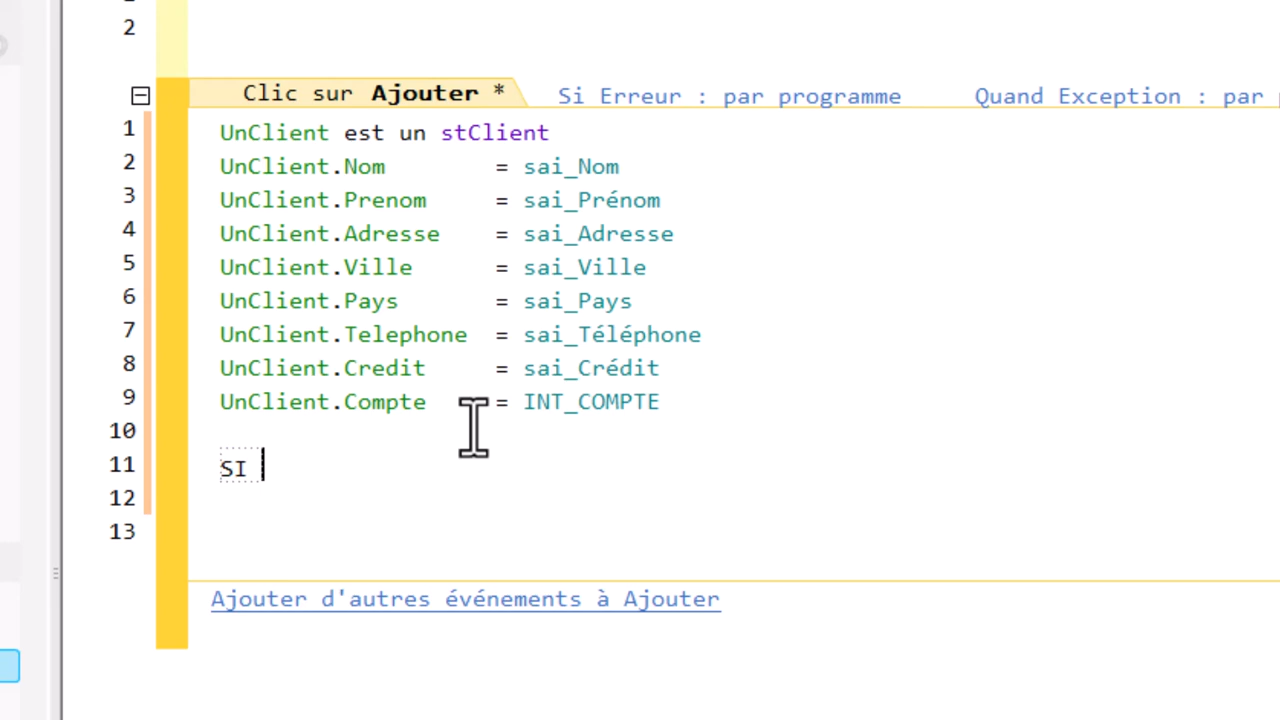 2
Clic sur Ajouter * Si Erreur : par programme Quand Exception : par
1 UnClient est un stClient
2 UnClient.Nom = sai_Nom
3 UnClient.Prenom = sai_Prénom
4 UnClient.Adresse = sai_Adresse
5 UnClient.Ville = sai_Ville
6 UnClient.Pays = sai_Pays
7 UnClient.Telephone = sai_Téléphone
8 UnClient.Credit = sai_Crédit
9 UnClient.Compte = INT_COMPTE
10
11 SI
12
13
Ajouter d'autres événements à Ajouter